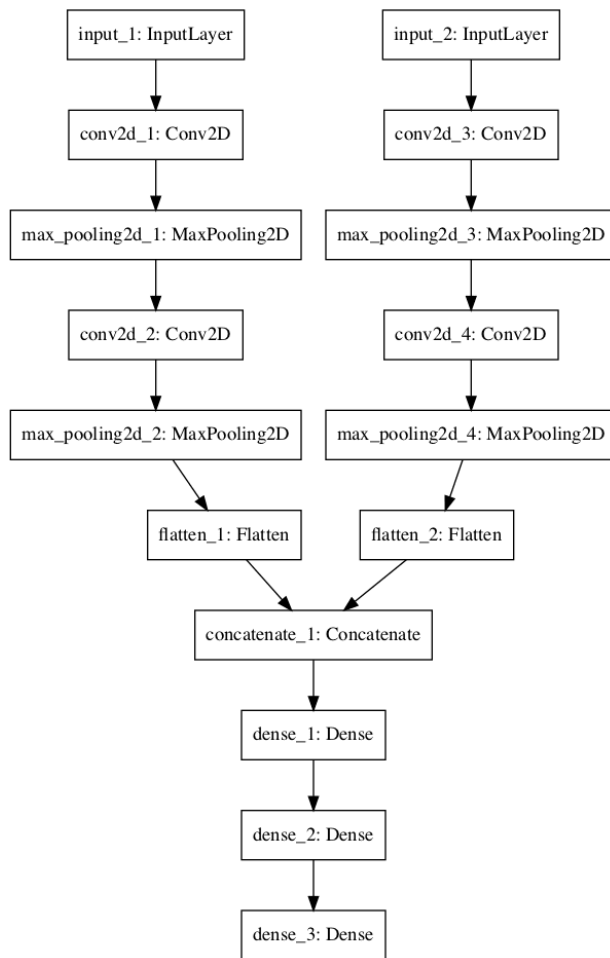 input_1: InputLayer
input_2: InputLayer
conv2d_1: Conv2D
conv2d_3: Conv2D
max_pooling2d_1: MaxPooling2D
max_pooling2d_3: MaxPooling2D
conv2d_2: Conv2D
conv2d_4: Conv2D
max_pooling2d_2: MaxPooling2D
max_pooling2d_4: MaxPooling2D
flatten_1: Flatten
flatten_2: Flatten
concatenate_1: Concatenate
dense_1: Dense
dense_2: Dense
dense_3: Dense